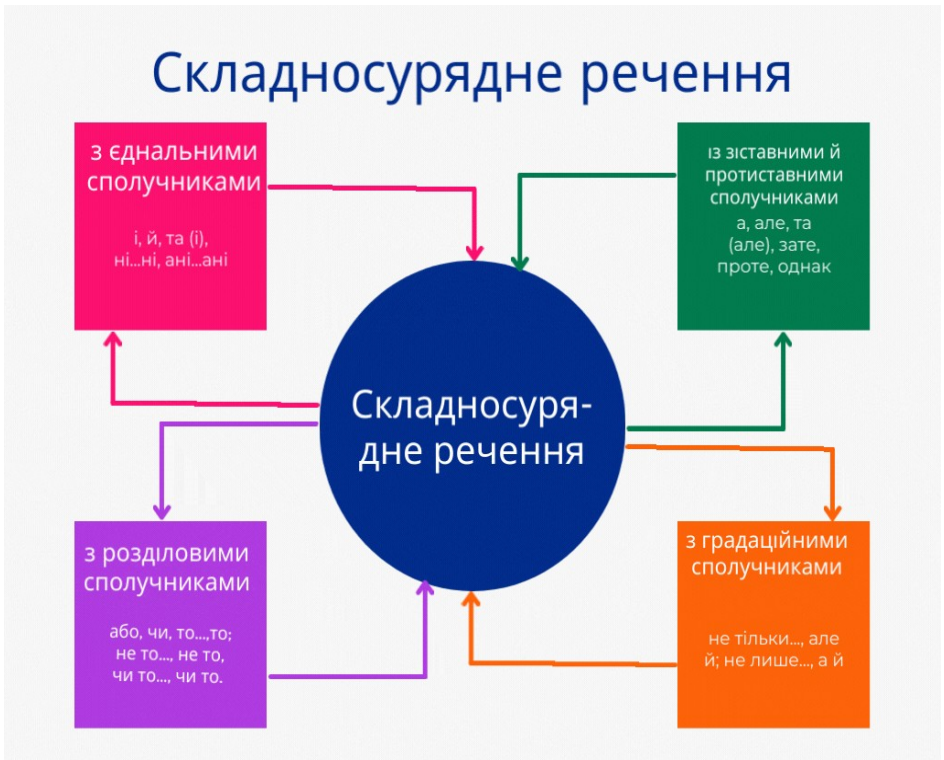 Складносурядне речення
з єднальними
сполучниками
і, й, та (і),
ні...ні, ані...ані
із зіставними й
протиставними
сполучниками
а, але, та
(але), зате,
проте, однак
Складносуря-
дне речення
з розділовими
сполучниками
або, чи, то...,то;
не то..., не то,
чи то..., чи то.
з градаційними
сполучниками
не тільки..., але
й; не лише..., а й